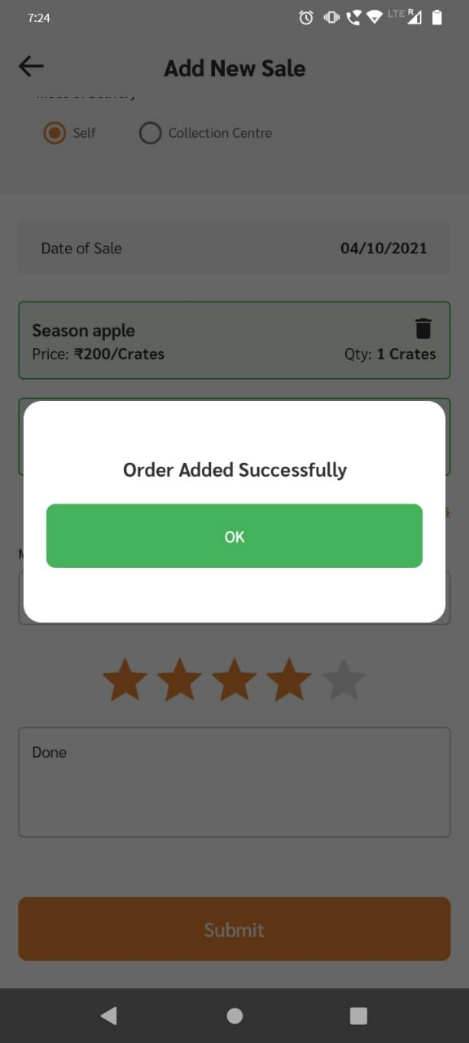 7:24
LTE R
Add New Sale
Self
Collection Centre
Date of Sale
04/10/2021
Season apple
Price: ₹200/Crates
Qty: 1 Crates
Order Added Successfully
OK
Done
Submit